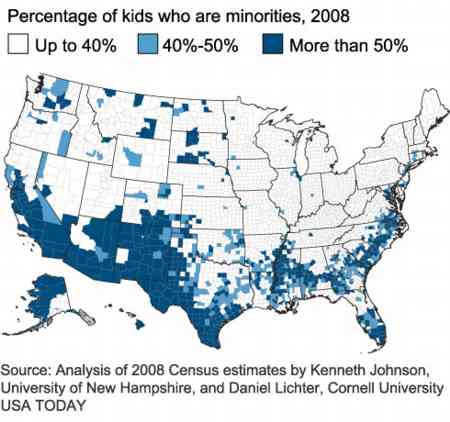 Percentage of kids who are minorities, 2008
Up to 40% 40%-50% More than 50%
Source: Analysis of 2008 Census estimates by Kenneth Johnson,
University of New Hampshire, and Daniel Lichter, Cornell University
USA TODAY